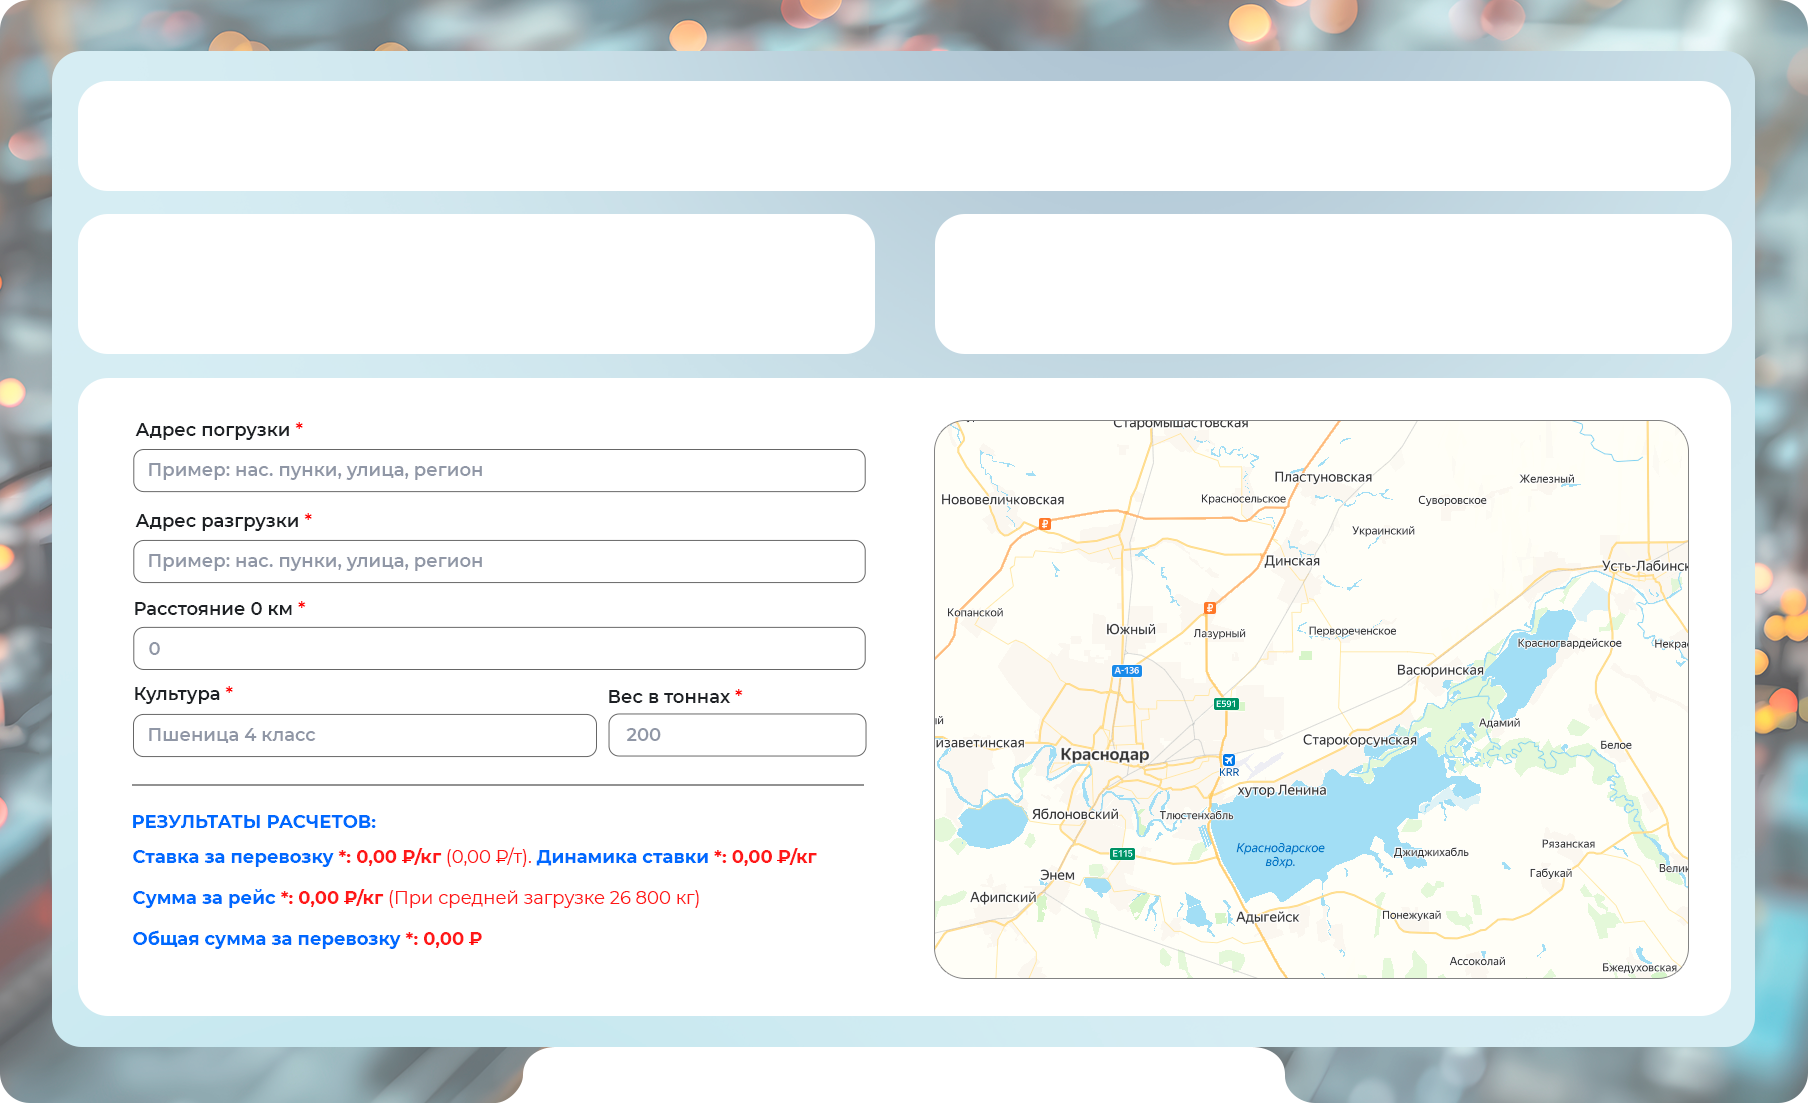 Адрес погрузки *
Пример: нас. пунки, улица, регион
Адрес разгрузки *
Пример: нас. пунки, улица, регион
Расстояние 0 км *
0
Культура *
Вес в тоннах *
Пшеница 4 класс
200
РЕЗУЛЬТАТЫ РАСЧЕТОВ:
Ставка за перевозку *: 0,00 ₽/кг (0,00 ₽/т). Динамика ставки *: 0,00 ₽/кг
Сумма за рейс *: 0,00 ₽/кг (При средней загрузке 26 800 кг)
Общая сумма за перевозку *: 0,00 ₽
Старомышастовская
Пластуновская
Железный
Нововеличковская
Красносельское
Суворовское
₽
Украинский
Динская
Усть-Лабинск
₽
Копанской
Южный
Лазурный
Первореченское
Красногвардейское
Некрас
А-136
Васюринская
E591
ый
Адамий
изаветинская
Старокорсунская
Белое
Краснодар
KRR
хутор Ленина
Яблоновский
Тлюстенхабль
Краснодарское
вдхр.
E115
Джиджихабль
Рязанская
Энем
Габукай
Велик
Афипский
Адыгейск
Понежукай
Ассоколай
Бжедуховская